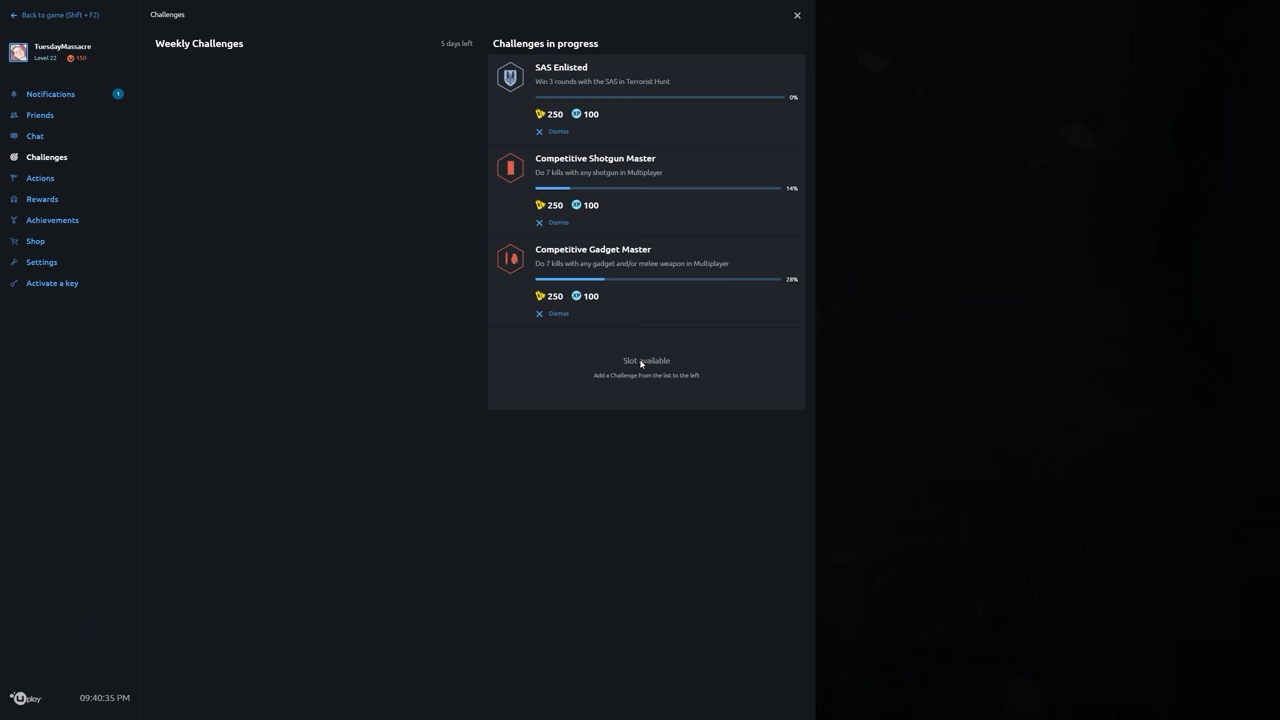 Back to game (Shift + F2)
TuesdayMassacre
Level 22 150
Notifications 1
Friends
Chat
Challenges
Actions
Rewards
Achievements
Shop
Settings
Activate a key
uplay 09:40:35 PM
Challenges
Weekly Challenges 5 days left
Challenges in progress
SAS Enlisted
Win 3 rounds with the SAS in Terrorist Hunt
0%
250 XP 100
Dismiss
Competitive Shotgun Master
Do 7 kills with any shotgun in Multiplayer
14%
250 XP 100
Dismiss
Competitive Gadget Master
Do 7 kills with any gadget and/or melee weapon in Multiplayer
28%
250 XP 100
Dismiss
Slot available
Add a Challenge from the list to the left